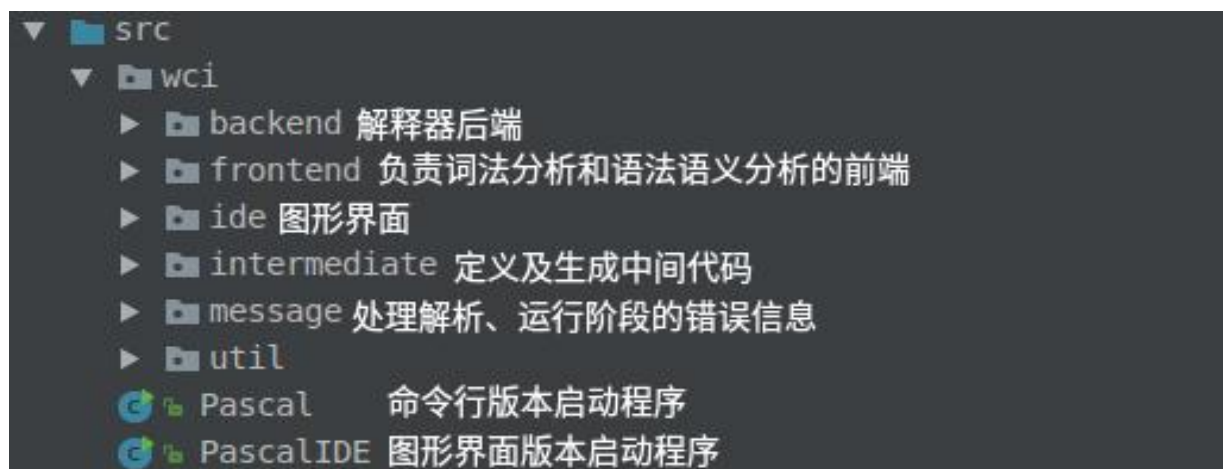 src
wci
backend 解释器后端
frontend 负责词法分析和语法语义分析的前端
ide 图形界面
intermediate 定义及生成中间代码
message 处理解析、运行阶段的错误信息
util
Pascal 命令行版本启动程序
PascalIDE 图形界面版本启动程序